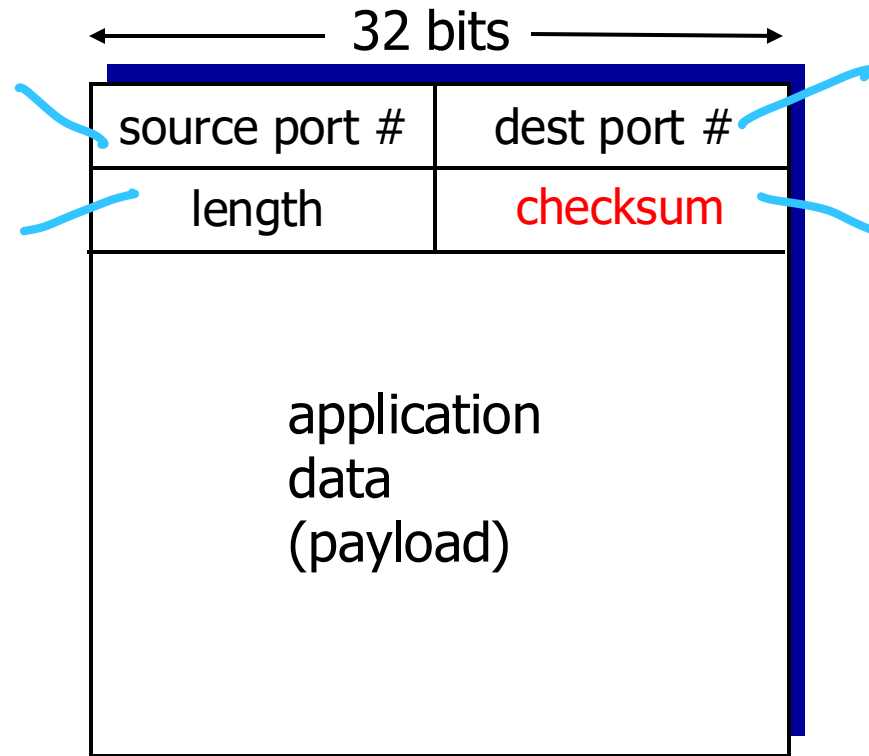 32 bits
source port # dest port #
length checksum
application
data
(payload)